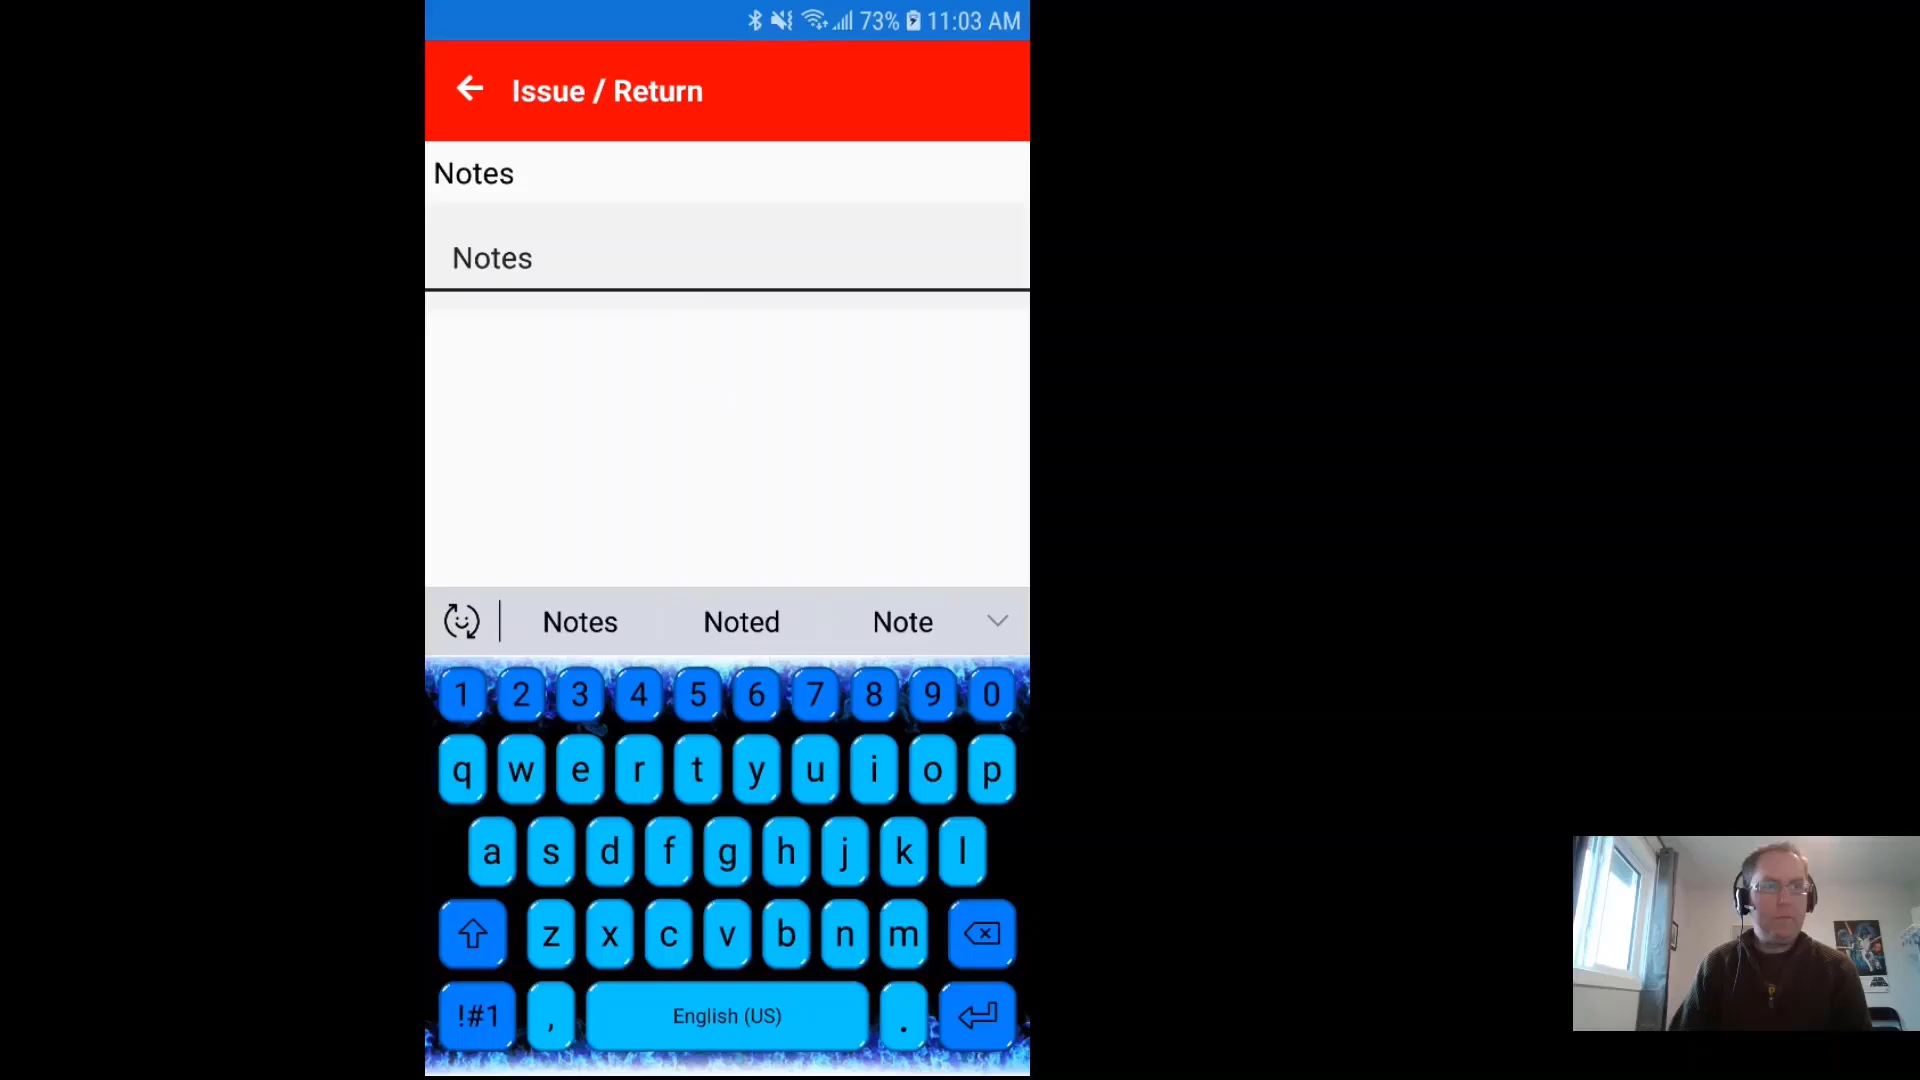 73% 11:03 AM
Issue / Return
Notes
Notes
Notes Noted Note
1 2 3 4 5 6 7 8 9 0
q w e r t y u i o p
a s d f g h j k l
z x c v b n m
!#1 , English (US) .